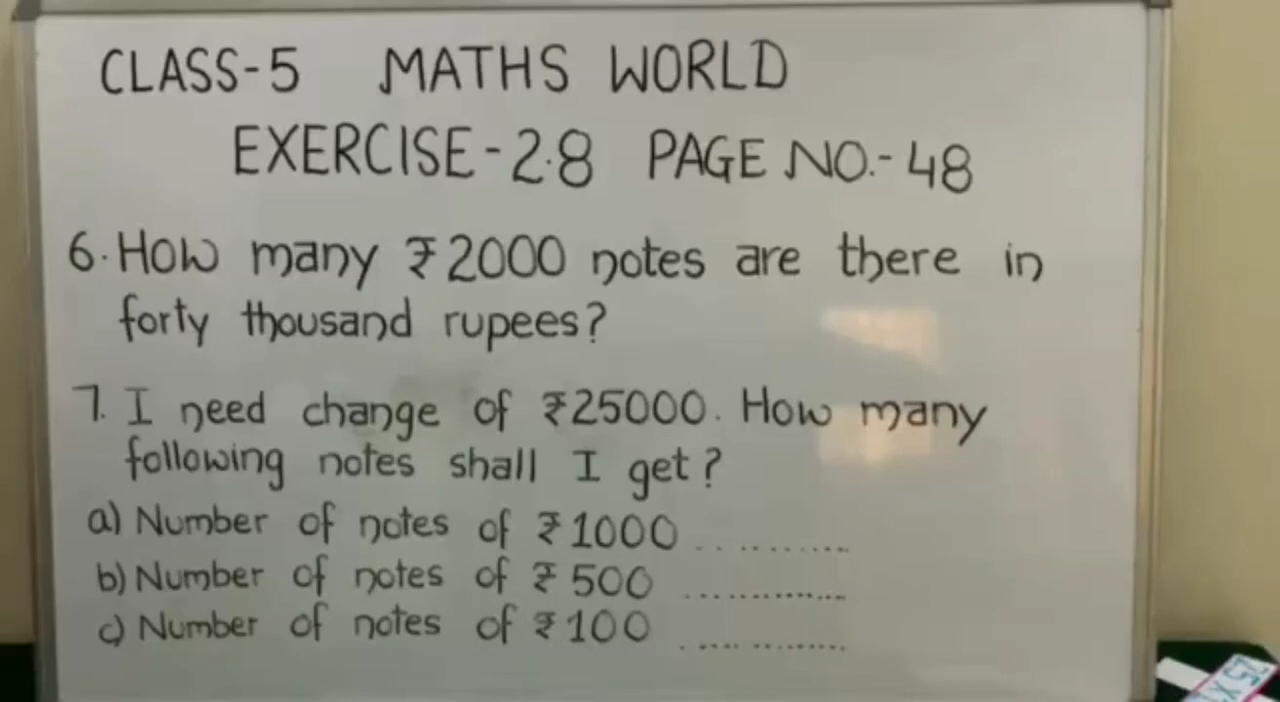 CLASS-5 MATHS WORLD
EXERCISE-2.8 PAGE NO.-48
6. How many ₹2000 notes are there in
forty thousand rupees?
7. I need change of ₹25000. How many
following notes shall I get?
a) Number of notes of ₹1000 ...........
b) Number of notes of ₹500 ..............
c) Number of notes of ₹100 ..............
25X